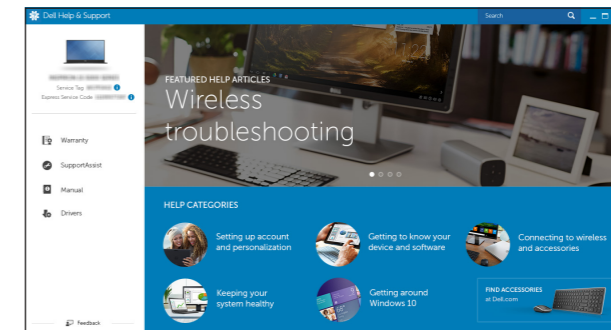 Dell Help & Support
Search
Service Tag:
Express Service Code:
Warranty
SupportAssist
Manual
Drivers
Feedback
FEATURED HELP ARTICLES
Wireless
troubleshooting
HELP CATEGORIES
Setting up account
and personalization
Getting to know your
device and software
Connecting to wireless
and accessories
Keeping your
system healthy
Getting around
Windows 10
FIND ACCESSORIES
at Dell.com